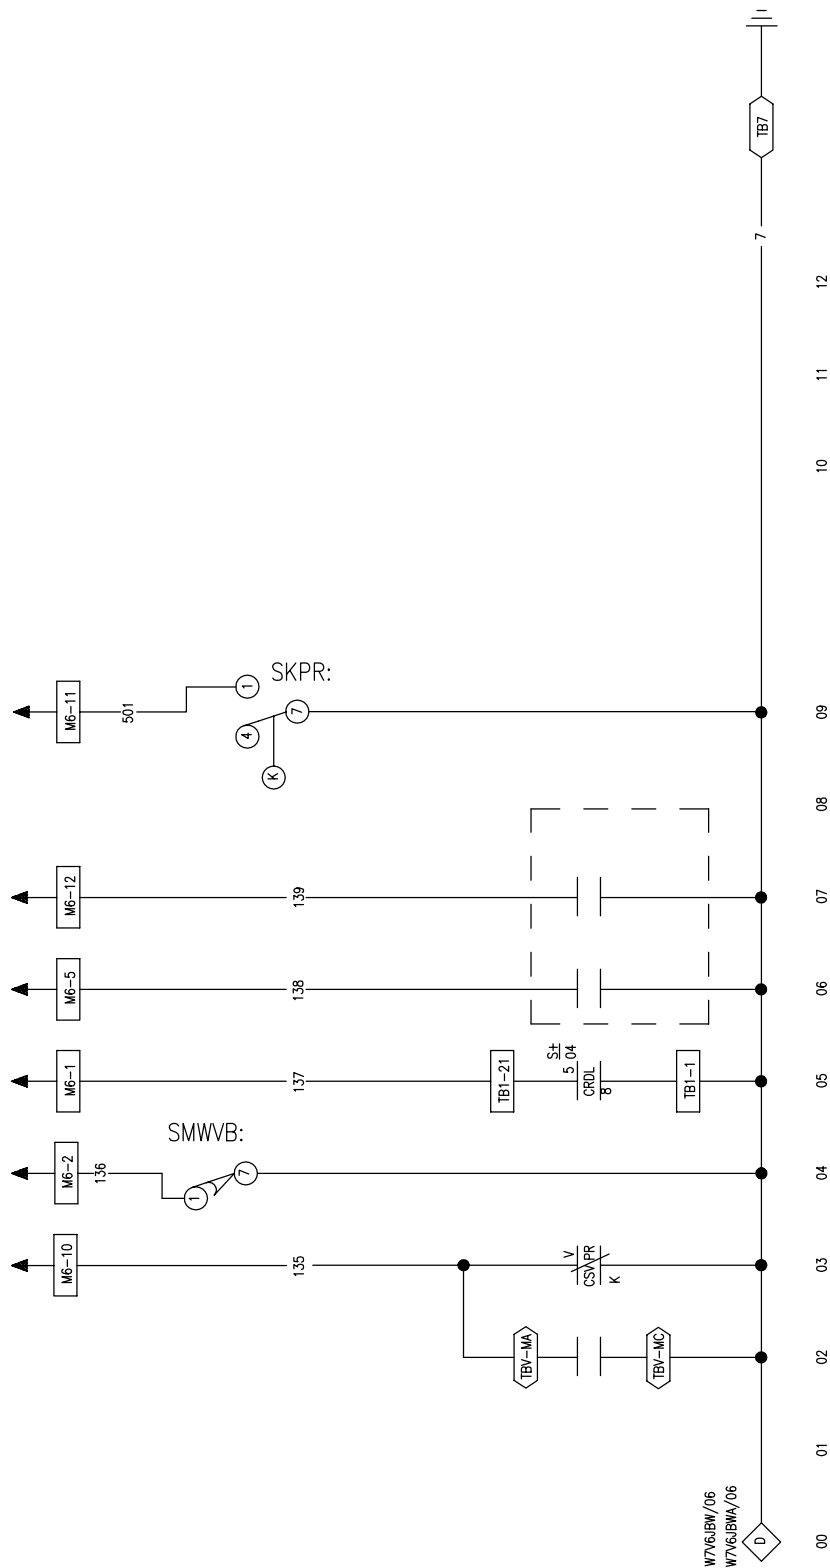 W7V6JBW/06
W7V6JBWA/06
D
7
TB7
M6-10
135
TBV-MA
TBV-MC
V
CSVPR
K
M6-2
136
SMWVB:
1
7
M6-1
137
TB1-21
S±
5 04
CRDL
8
TB1-1
M6-5
138
M6-12
139
M6-11
501
SKPR:
1
4
7
K
00 01 02 03 04 05 06 07 08 09 10 11 12